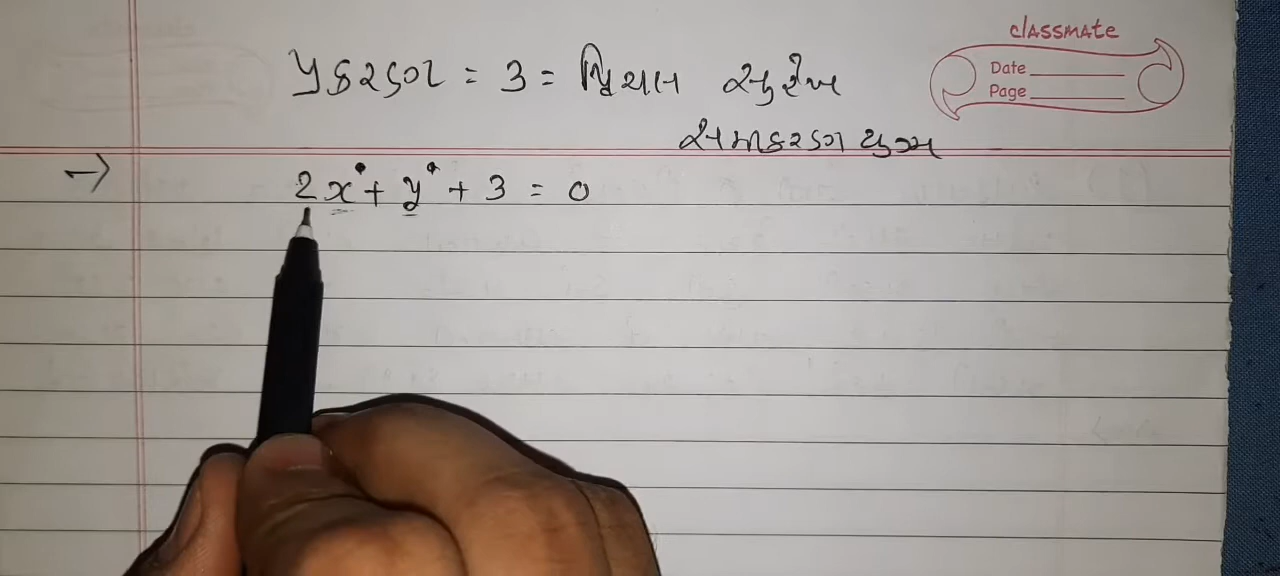 પ્રકરણ = 3 = દ્વિચલ સુરેખ
સમીકરણ યુગ્મ
classmate
Date
Page
→ 2x + y + 3 = 0